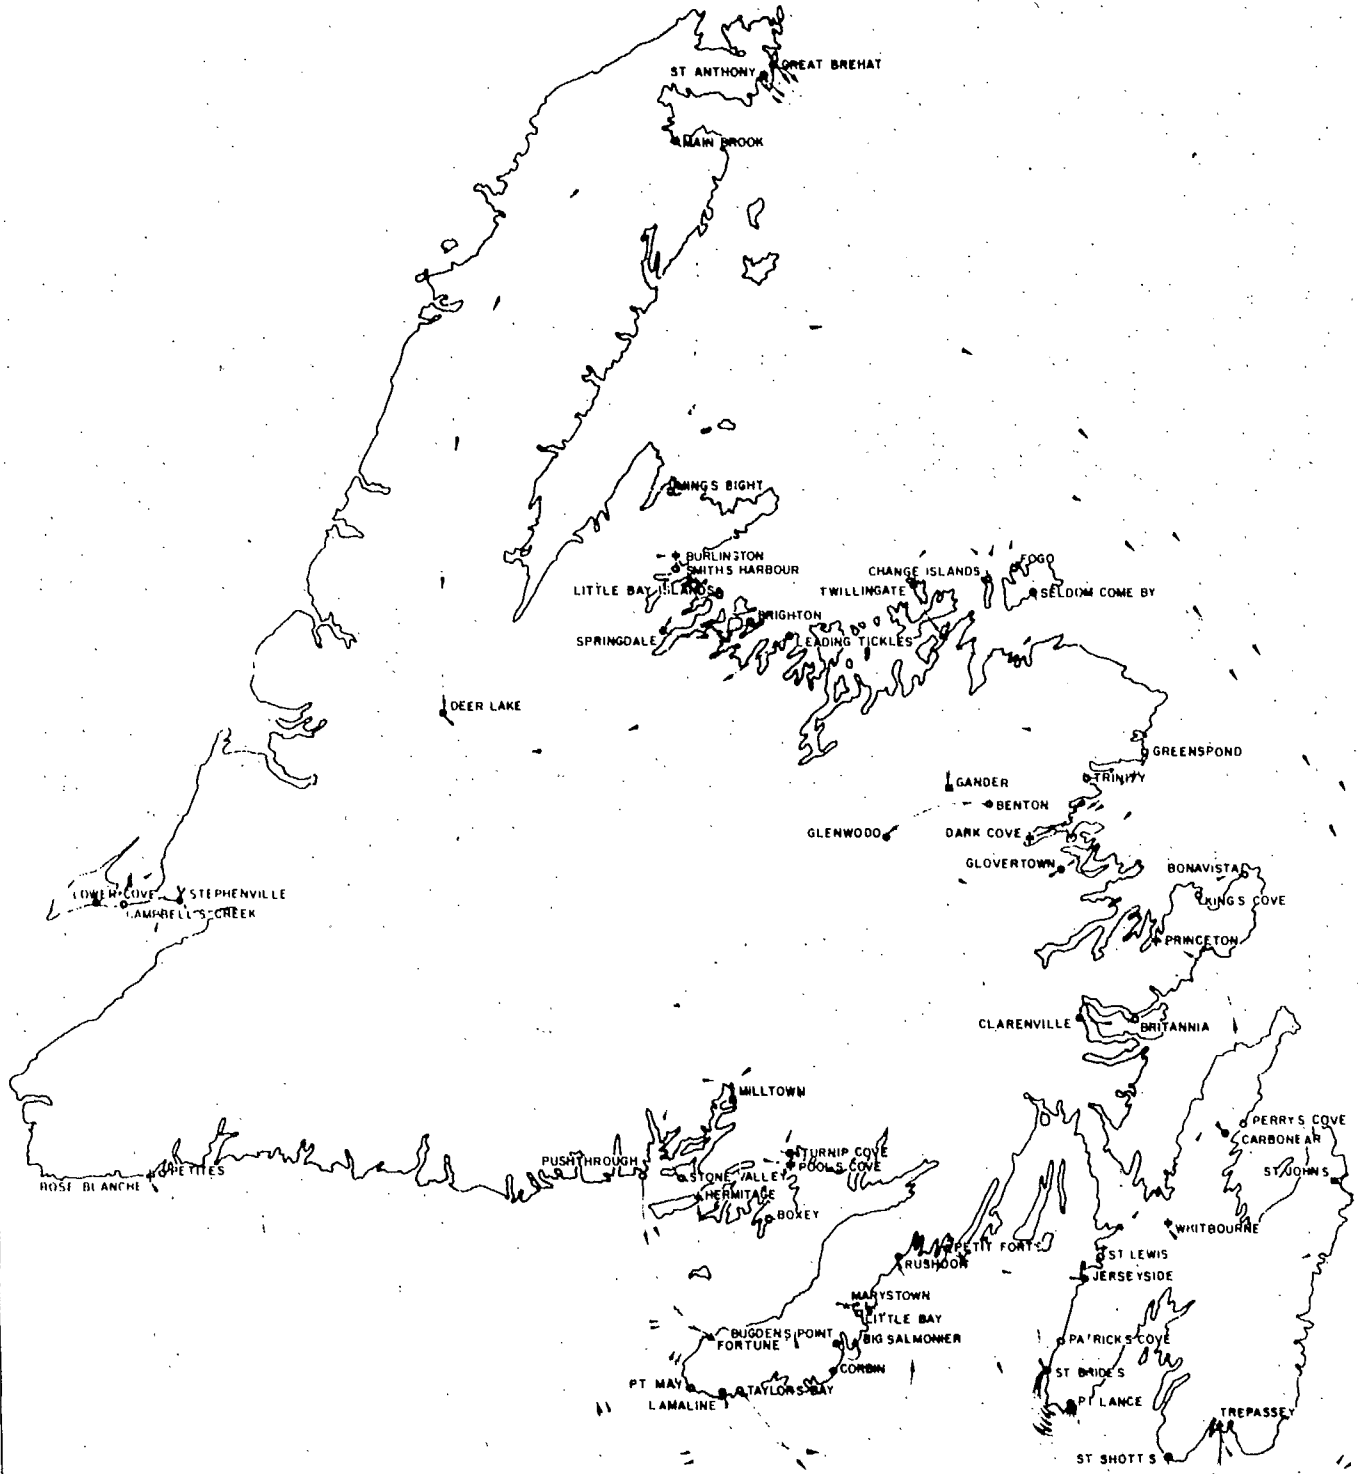 GREAT BREHAT
ST ANTHONY
MAIN BROOK
MINGS BIGHT
BURLINGTON
SMITHS HARBOUR
FOGO
CHANGE ISLANDS
LITTLE BAY ISLANDS
TWILLINGATE
SELDOM COME BY
BRIGHTON
SPRINGDALE
LEADING TICKLES
DEER LAKE
GREENSPOND
TRINITY
GANDER
BENTON
GLENWOOD
DARK COVE
GLOVERTOWN
BONAVISTA
LOWER COVE
STEPHENVILLE
KINGS COVE
CAMPBELL'S CREEK
PRINCETON
CLARENVILLE
BRITANNIA
MILLTOWN
PERRYS COVE
CARBONEAR
TURNIP COVE
PUSHTHROUGH
POOLS COVE
PETITES
ST JOHNS
STONE VALLEY
ROSE BLANCHE
HERMITAGE
BOXEY
WHITBOURNE
PETIT FORTS
ST LEWIS
RUSHOON
JERSEYSIDE
MARYSTOWN
LITTLE BAY
BUGDENS POINT
BIG SALMONIER
PATRICKS COVE
FORTUNE
CORBIN
ST BRIDES
PT MAY
TAYLORS BAY
LAMALINE
PT LANCE
TREPASSEY
ST SHOTTS